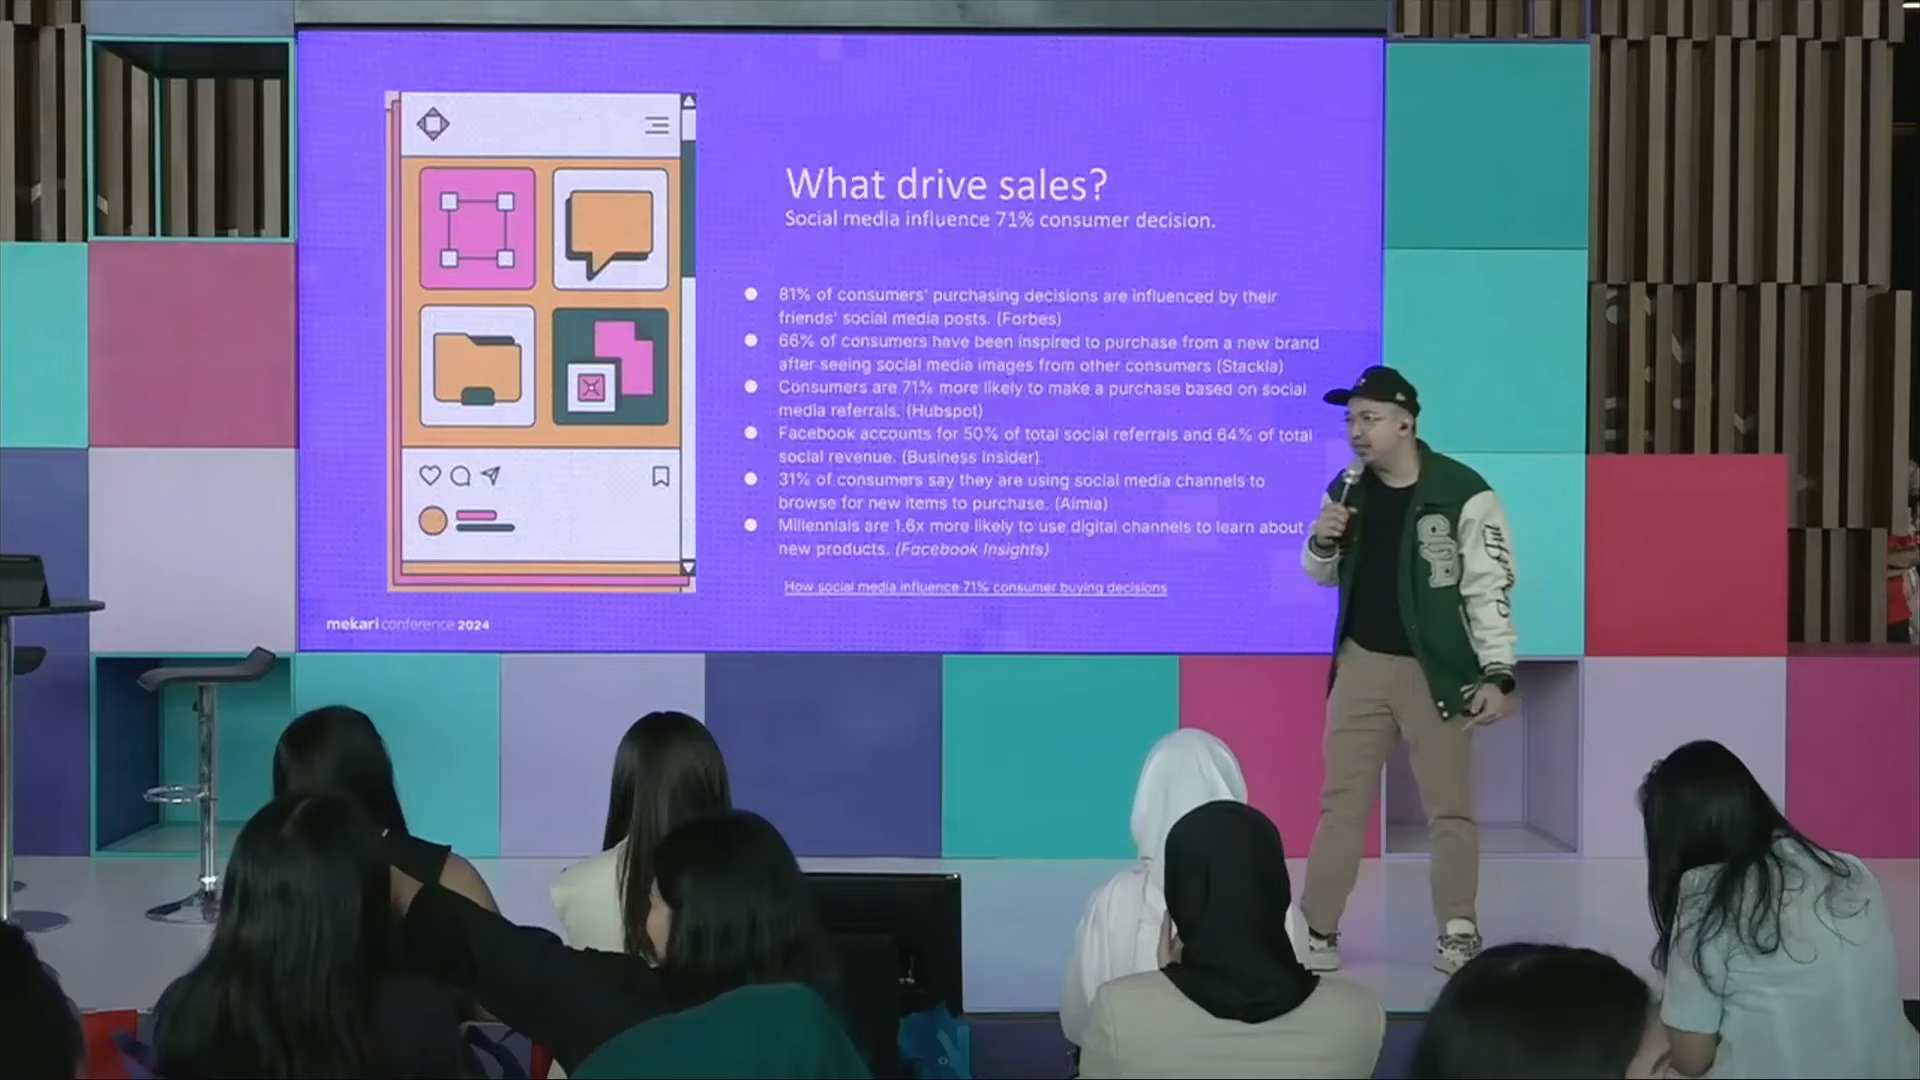 What drive sales?
Social media influence 71% consumer decision.
81% of consumers' purchasing decisions are influenced by their
friends' social media posts. (Forbes)
66% of consumers have been inspired to purchase from a new brand
after seeing social media images from other consumers (Stackla)
Consumers are 71% more likely to make a purchase based on social
media referrals. (Hubspot)
Facebook accounts for 50% of total social referrals and 64% of total
social revenue. (Business Insider)
31% of consumers say they are using social media channels to
browse for new items to purchase. (Aimia)
Millennials are 1.6x more likely to use digital channels to learn about
new products. (Facebook Insights)
How social media influence 71% consumer buying decisions
mekari conference 2024